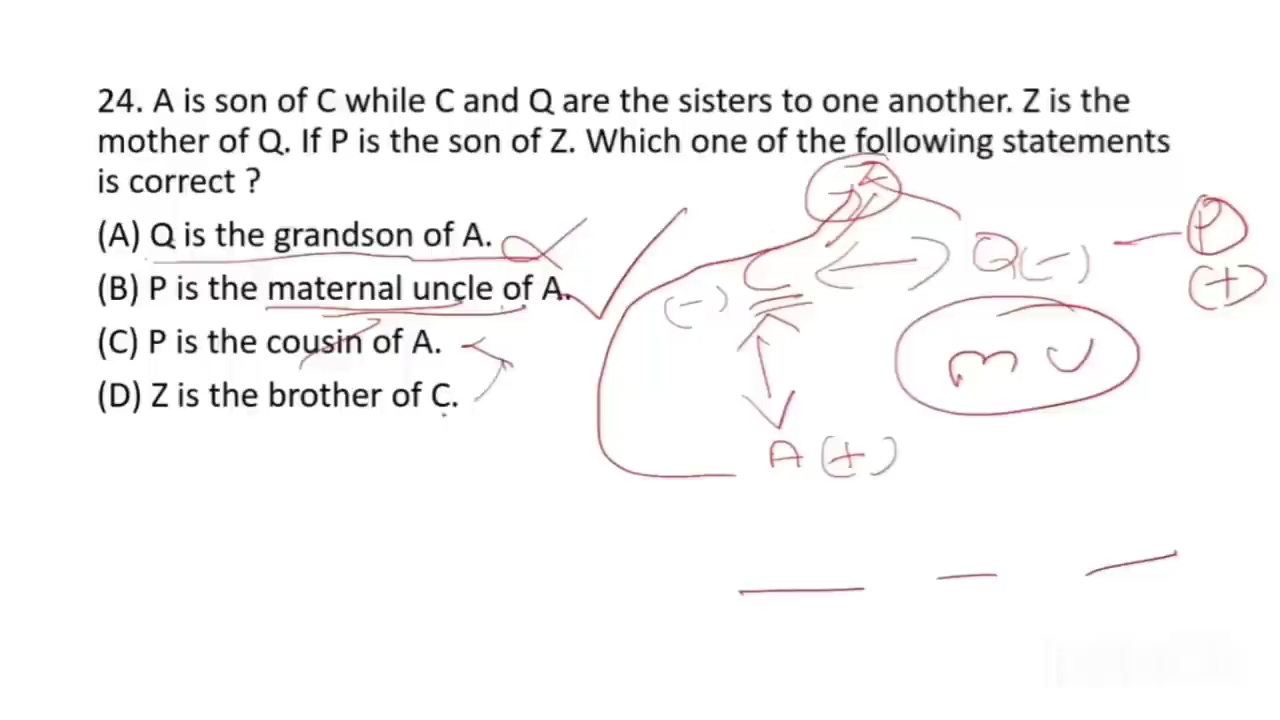 24. A is son of C while C and Q are the sisters to one another. Z is the
mother of Q. If P is the son of Z. Which one of the following statements
is correct ?
(A) Q is the grandson of A.
(B) P is the maternal uncle of A.
(C) P is the cousin of A.
(D) Z is the brother of C.
Z
C Q (-) P
(-) (+)
m U
A (+)